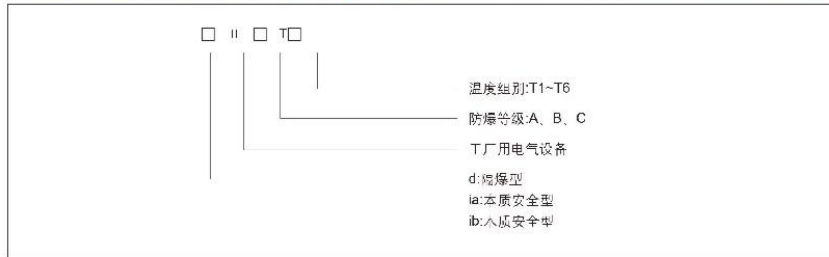 □ II □ T□
温度组别:T1~T6
防爆等级:A、B、C
工厂用电气设备
d:隔爆型
ia:本质安全型
ib:本质安全型